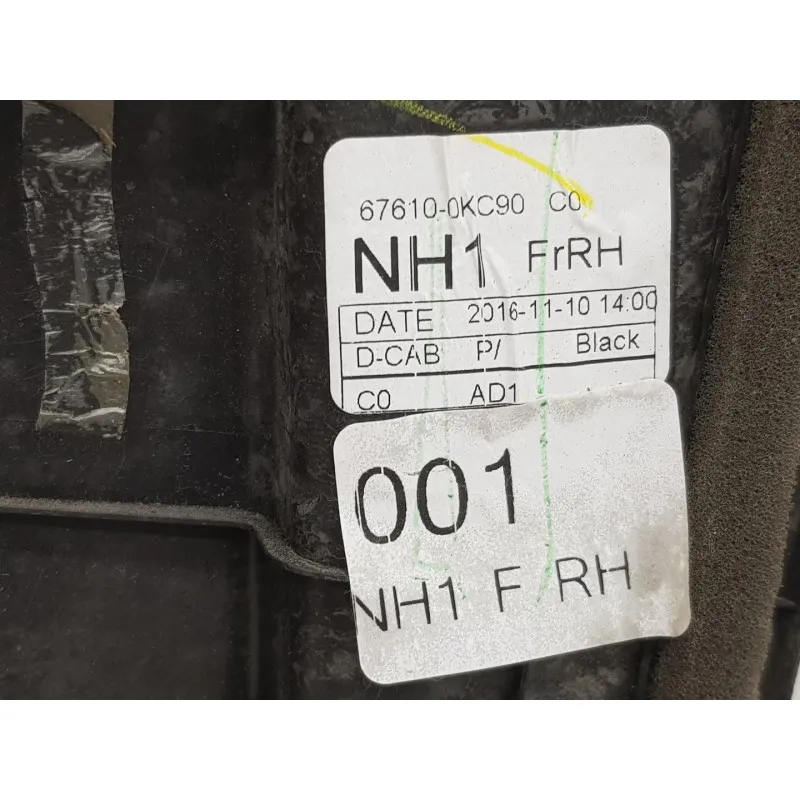 67610-0KC90 C0
NH1 FrRH
DATE 2016-11-10 14:00
D-CAB P/ Black
C0 AD1
001
NH1 F RH